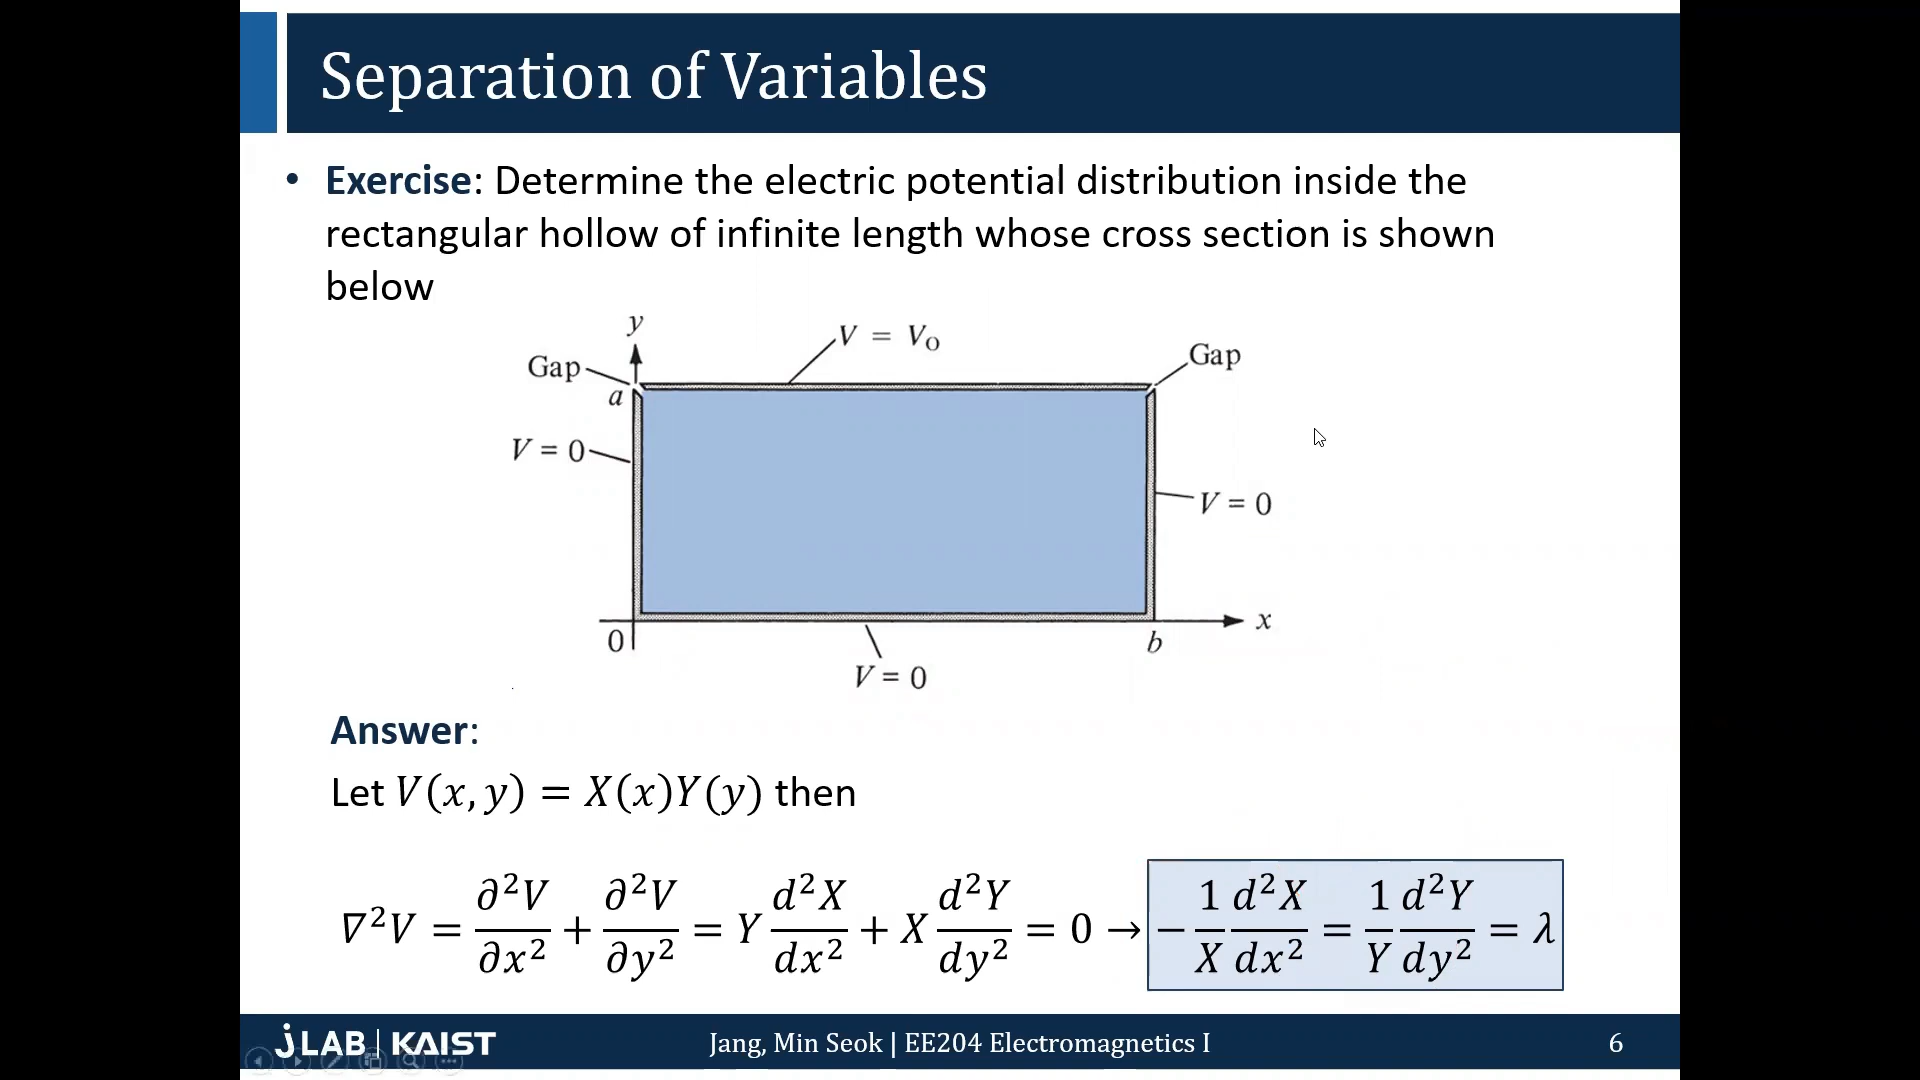 Separation of Variables
• Exercise: Determine the electric potential distribution inside the
rectangular hollow of infinite length whose cross section is shown
below
y
V = V₀
Gap
Gap
a
V = 0
V = 0
0
b
x
V = 0
Answer:
Let V(x, y) = X(x)Y(y) then
∇²V = ∂²V/∂x² + ∂²V/∂y² = Y d²X/dx² + X d²Y/dy² = 0 → −(1/X) d²X/dx² = (1/Y) d²Y/dy² = λ
jLAB | KAIST
Jang, Min Seok | EE204 Electromagnetics I
6